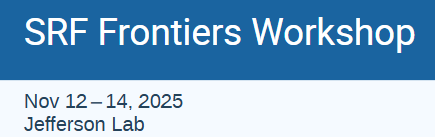 SRF Frontiers Workshop
Nov 12 – 14, 2025
Jefferson Lab